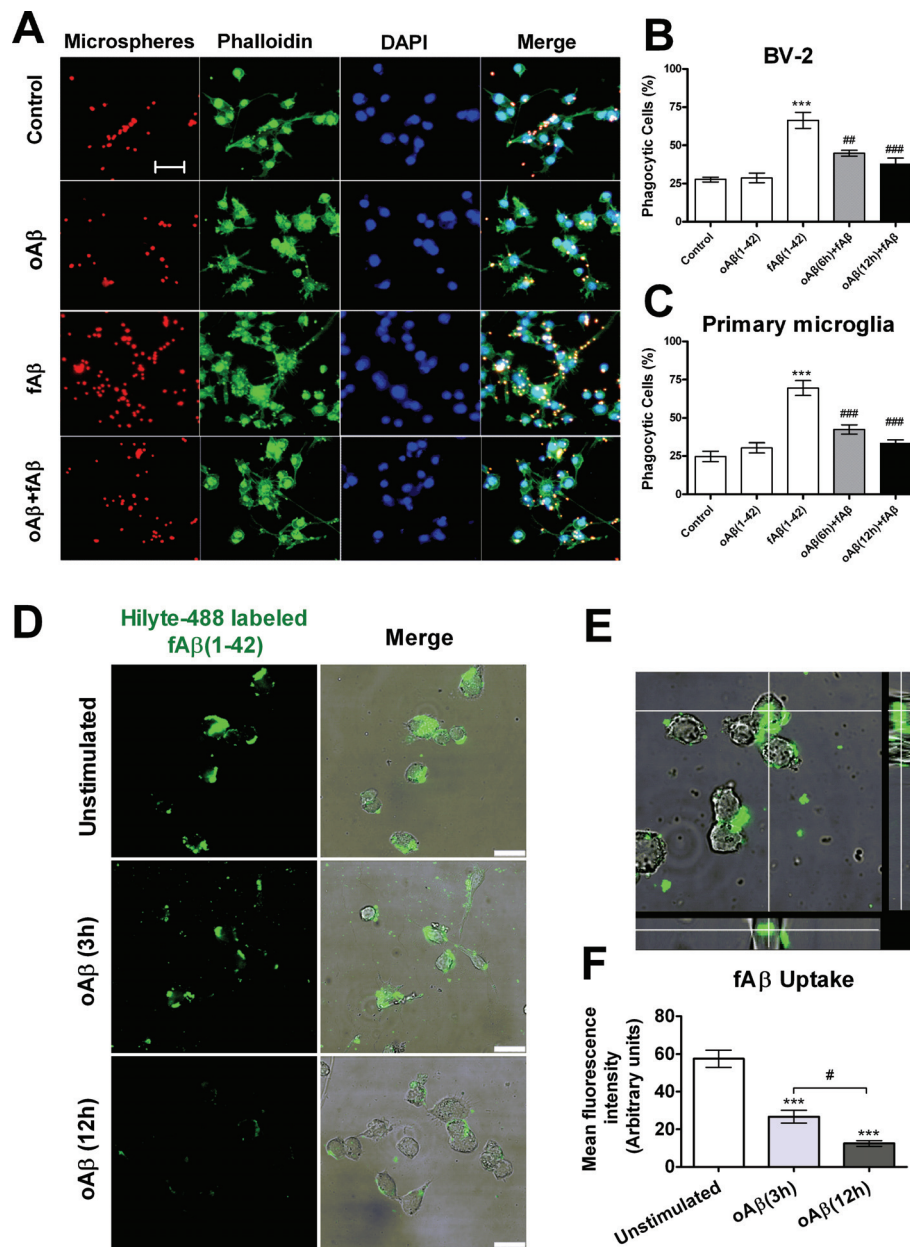 A
Microspheres Phalloidin DAPI Merge
Control
oAβ
fAβ
oAβ+fAβ
B
BV-2
Phagocytic Cells (%)
100
75
50
25
0
***
##
###
Control
oAβ(1-42)
fAβ(1-42)
oAβ(6h)+fAβ
oAβ(12h)+fAβ
C
Primary microglia
Phagocytic Cells (%)
100
75
50
25
0
***
###
###
Control
oAβ(1-42)
fAβ(1-42)
oAβ(6h)+fAβ
oAβ(12h)+fAβ
D
Hilyte-488 labeled
fAβ(1-42)
Merge
Unstimulated
oAβ (3h)
oAβ (12h)
E
F
fAβ Uptake
Mean fluorescence
intensity
(Arbitrary units)
80
60
40
20
0
#
***
***
Unstimulated
oAβ(3h)
oAβ(12h)